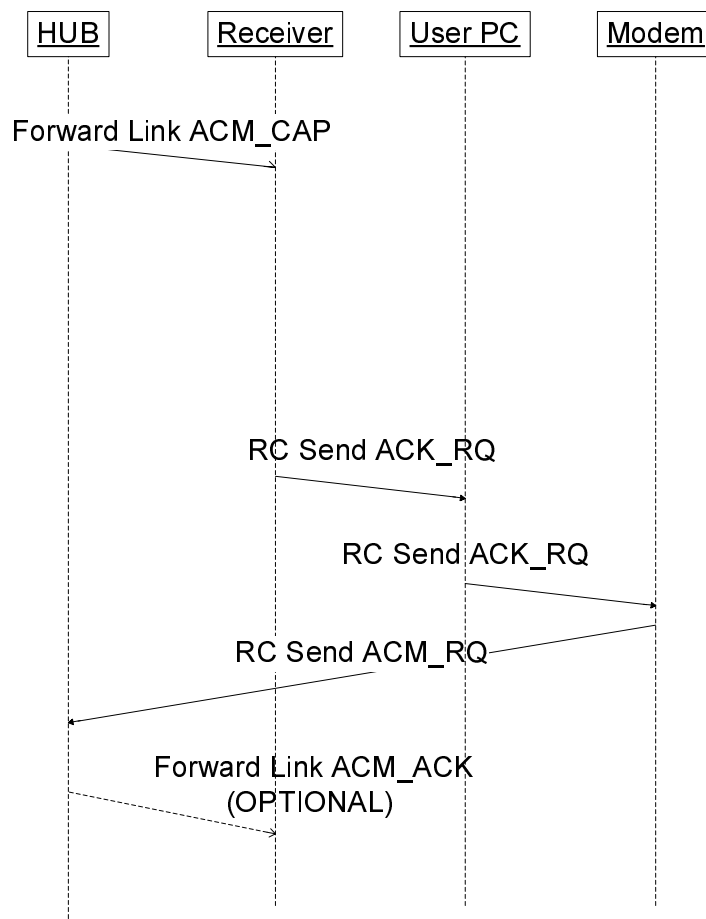 HUB
Receiver
User PC
Modem
Forward Link ACM_CAP
RC Send ACK_RQ
RC Send ACK_RQ
RC Send ACM_RQ
Forward Link ACM_ACK
(OPTIONAL)